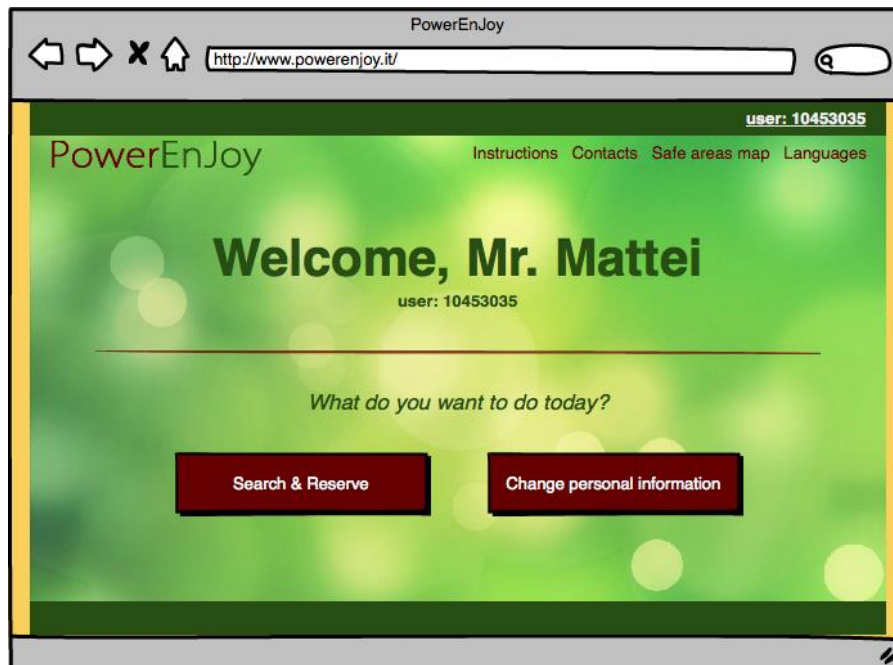 PowerEnJoy
http://www.powerenjoy.it/
user: 10453035
PowerEnJoy
Instructions Contacts Safe areas map Languages
Welcome, Mr. Mattei
user: 10453035
What do you want to do today?
Search & Reserve
Change personal information